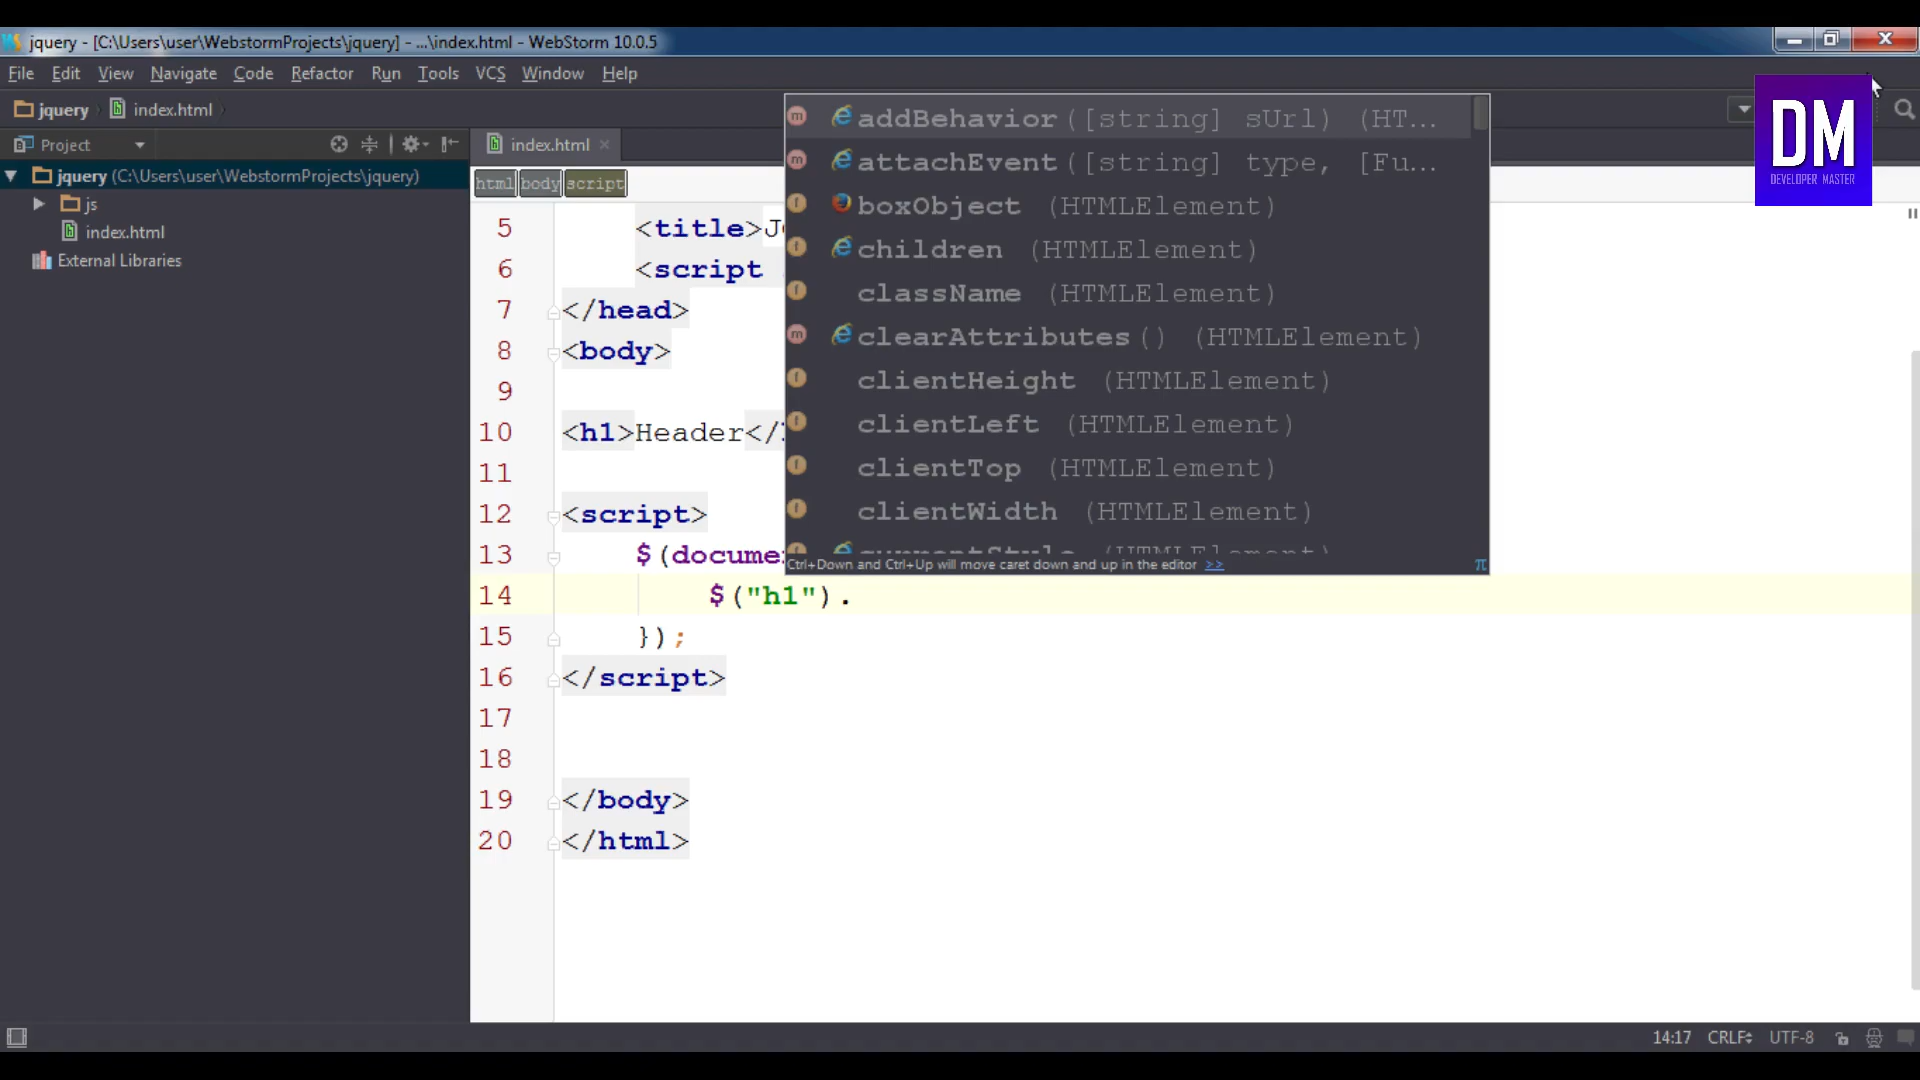 jquery - [C:\Users\user\WebstormProjects\jquery] - ...\index.html - WebStorm 10.0.5
File Edit View Navigate Code Refactor Run Tools VCS Window Help
jquery index.html
Project
index.html
jquery (C:\Users\user\WebstormProjects\jquery)
js
index.html
External Libraries
html body script
5 <title>J
6 <script
7 </head>
8 <body>
9
10 <h1>Header</
11
12 <script>
13 $(docume
14 $("h1").
15 });
16 </script>
17
18
19 </body>
20 </html>
addBehavior([string] sUrl) (HT...
attachEvent([string] type, [Fu...
boxObject (HTMLElement)
children (HTMLElement)
className (HTMLElement)
clearAttributes() (HTMLElement)
clientHeight (HTMLElement)
clientLeft (HTMLElement)
clientTop (HTMLElement)
clientWidth (HTMLElement)
currentStyle (HTMLElement)
Ctrl+Down and Ctrl+Up will move caret down and up in the editor >> π
DM
DEVELOPER MASTER
14:17 CRLF UTF-8